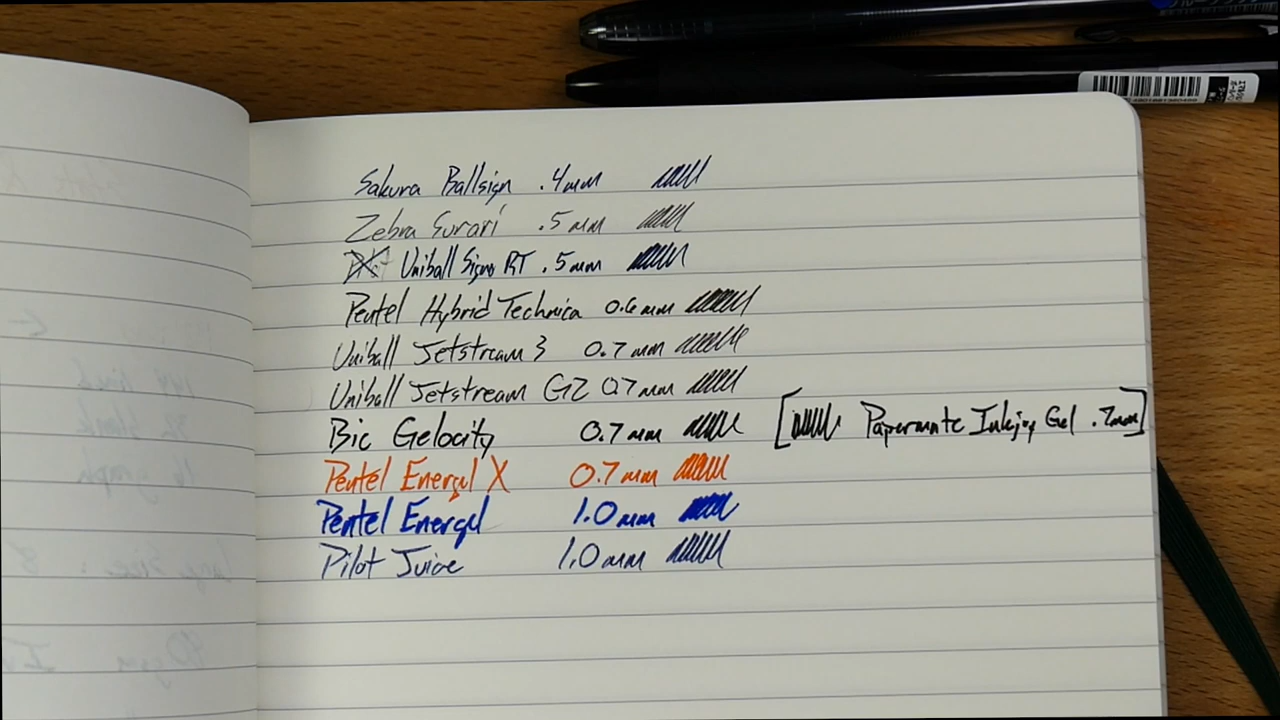 Sakura Ballsign .4mm
Zebra Surari .5mm
Uniball Signo RT .5mm
Pentel Hybrid Technica 0.6mm
Uniball Jetstream 3 0.7mm
Uniball Jetstream G2 0.7mm
Bic Gelocity 0.7mm [ Papermate Inkjoy Gel .7mm]
Pentel Energel X 0.7mm
Pentel Energel 1.0mm
Pilot Juice 1.0mm